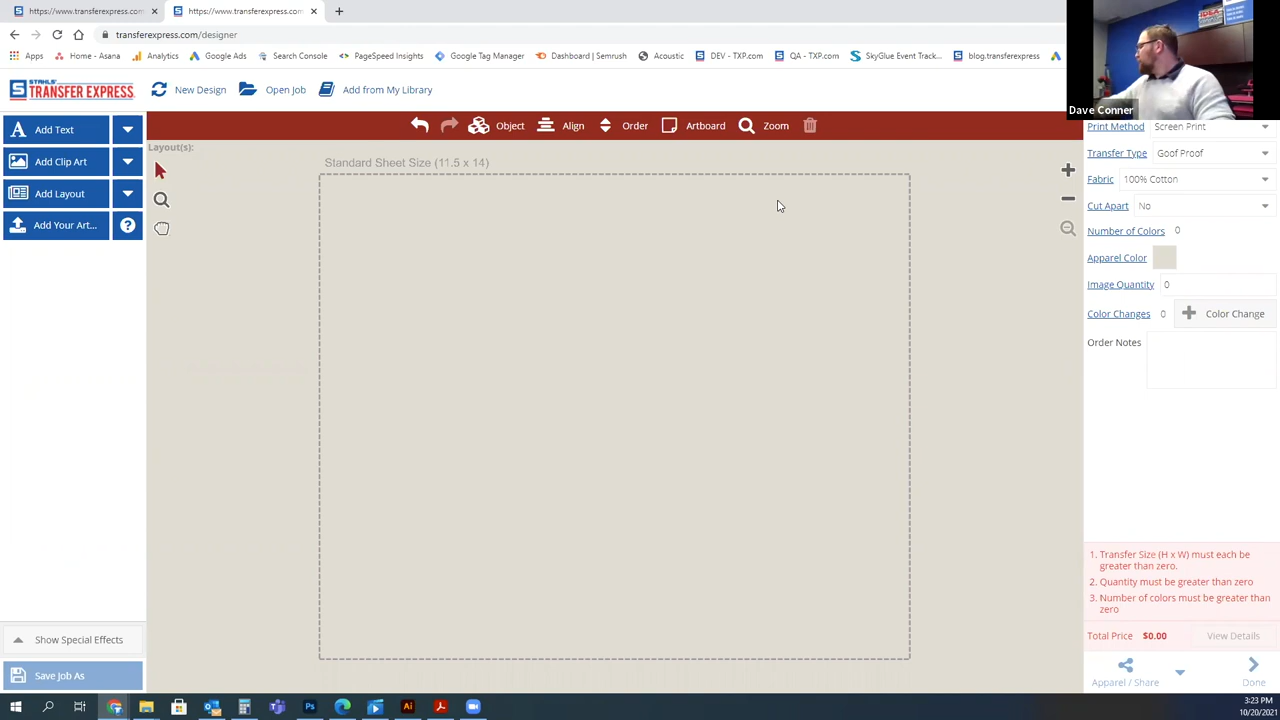 https://www.transferexpress.com
https://www.transferexpress.com
transferexpress.com/designer
Apps
Home - Asana
Analytics
Google Ads
Search Console
PageSpeed Insights
Google Tag Manager
Dashboard | Semrush
Acoustic
DEV - TXP.com
QA - TXP.com
SkyGlue Event Track...
blog.transferexpress
IDEA
Dave Conner
STAHLS'
TRANSFER EXPRESS
New Design
Open Job
Add from My Library
Object
Align
Order
Artboard
Zoom
Add Text
Add Clip Art
Add Layout
Add Your Art...
Layout(s):
Standard Sheet Size (11.5 x 14)
Print Method Screen Print
Transfer Type Goof Proof
Fabric 100% Cotton
Cut Apart No
Number of Colors 0
Apparel Color
Image Quantity 0
Color Changes 0 Color Change
Order Notes
1. Transfer Size (H x W) must each be
greater than zero.
2. Quantity must be greater than zero
3. Number of colors must be greater than
zero
Total Price $0.00 View Details
Apparel / Share
Done
Show Special Effects
Save Job As
3:23 PM
10/20/2021